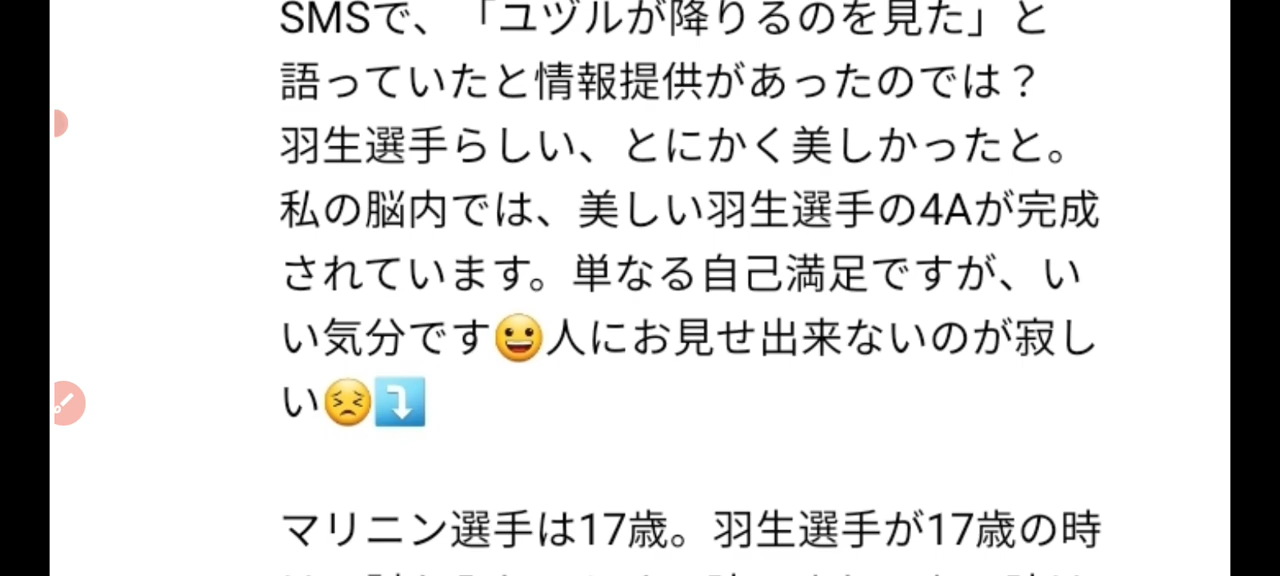 SMSで、「ユヅルが降りるのを見た」と
語っていたと情報提供があったのでは？
羽生選手らしい、とにかく美しかったと。
私の脳内では、美しい羽生選手の4Aが完成
されています。単なる自己満足ですが、い
い気分です😀人にお見せ出来ないのが寂し
い😣⤵️
マリニン選手は17歳。羽生選手が17歳の時